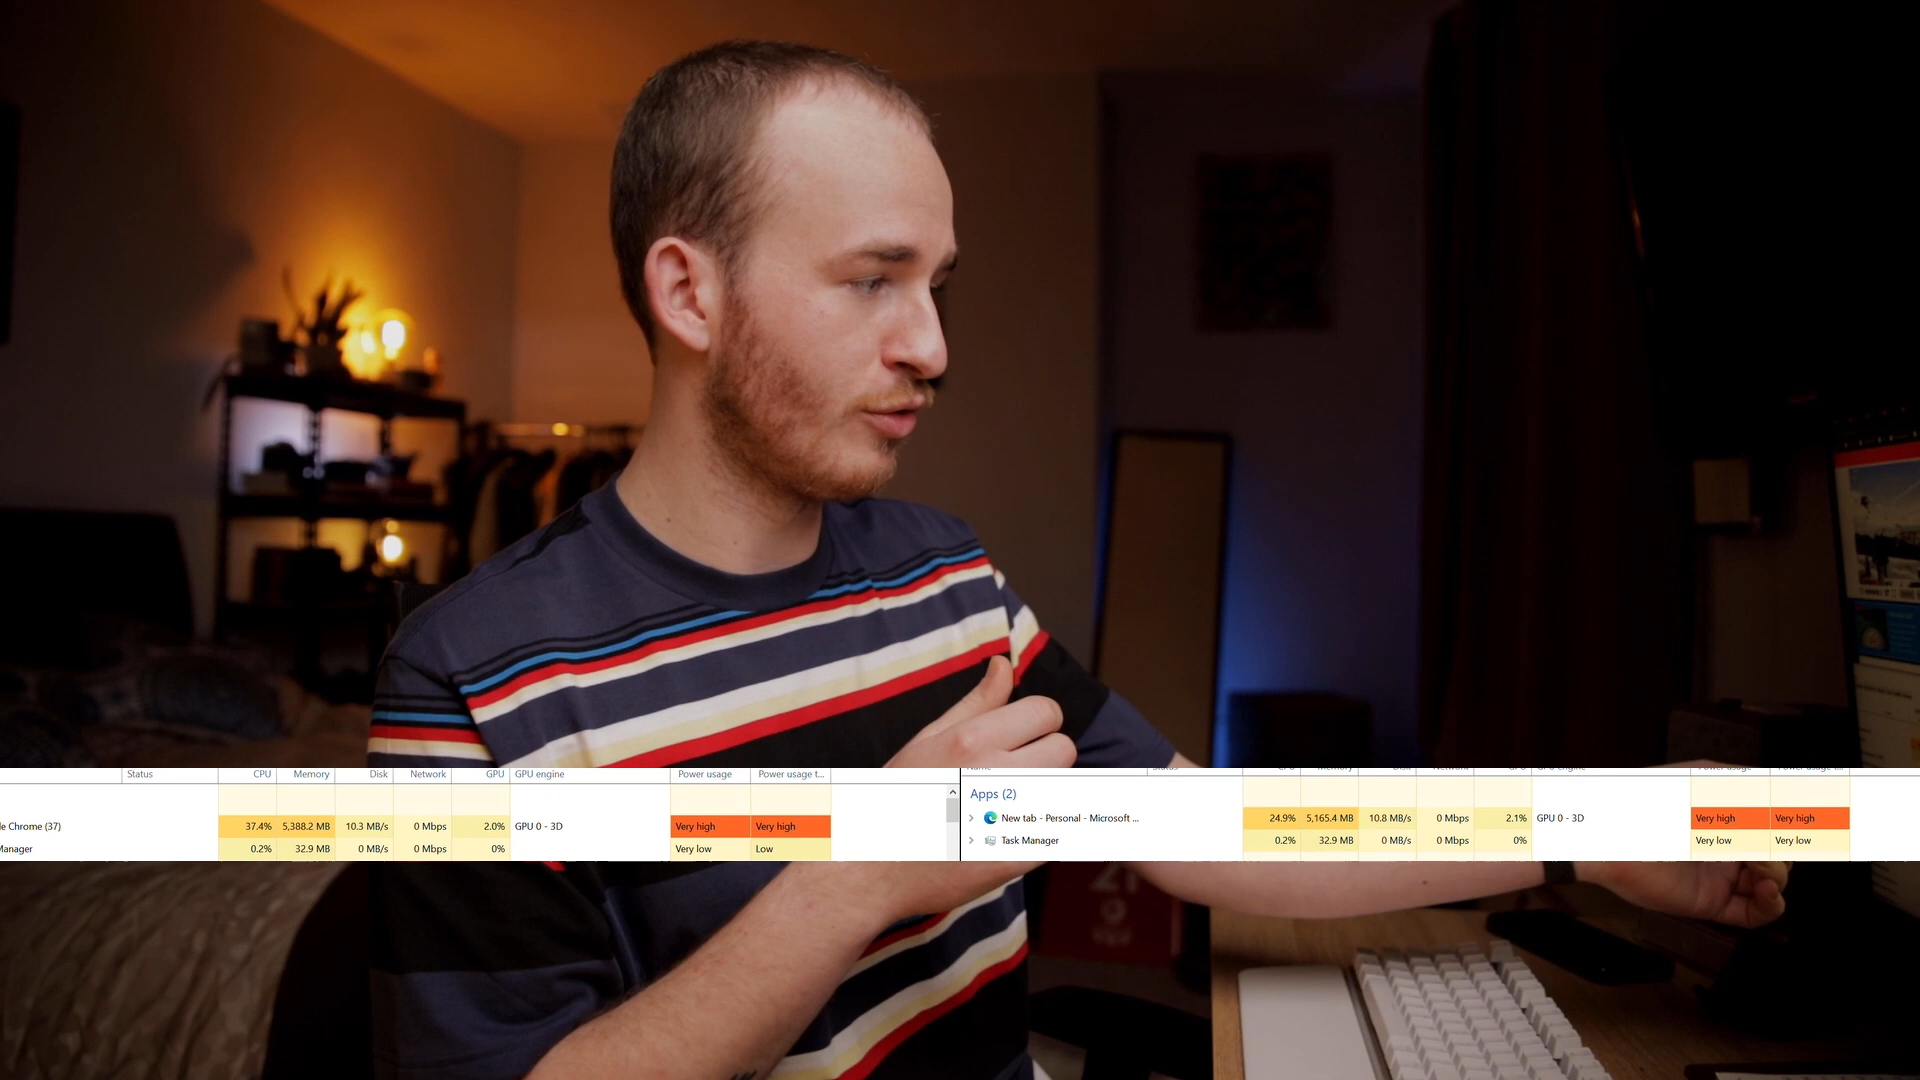 Status CPU Memory Disk Network GPU GPU engine Power usage Power usage t...
e Chrome (37) 37.4% 5,388.2 MB 10.3 MB/s 0 Mbps 2.0% GPU 0 - 3D Very high Very high
Manager 0.2% 32.9 MB 0 MB/s 0 Mbps 0% Very low Low
Apps (2)
New tab - Personal - Microsoft ... 24.9% 5,165.4 MB 10.8 MB/s 0 Mbps 2.1% GPU 0 - 3D Very high Very high
Task Manager 0.2% 32.9 MB 0 MB/s 0 Mbps 0% Very low Very low